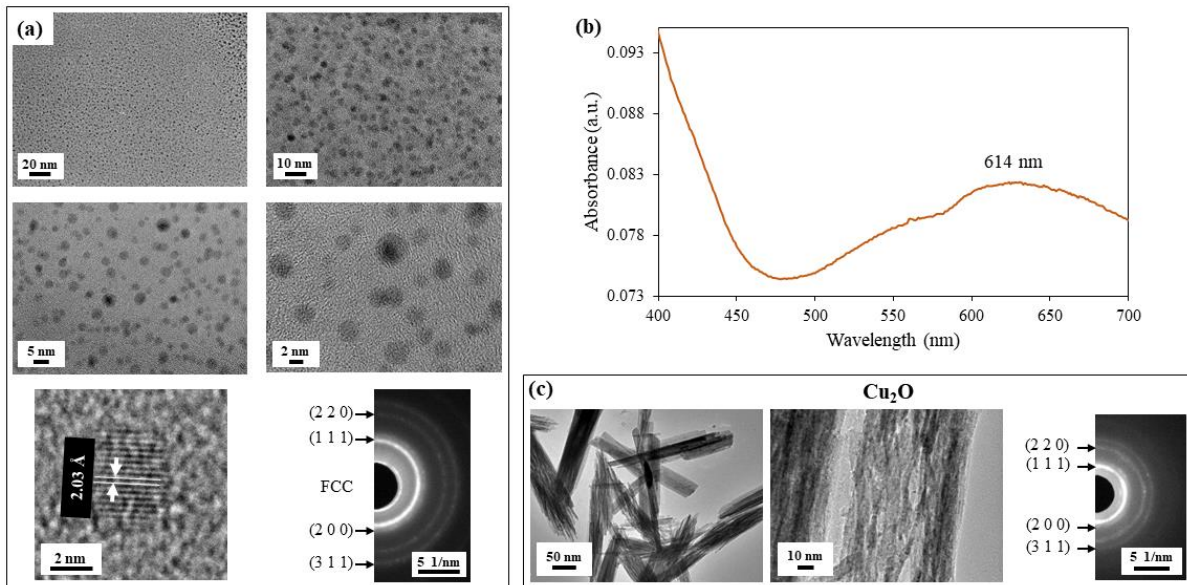 (a)
20 nm
10 nm
5 nm
2 nm
2.03 Å
2 nm
(2 2 0)
(1 1 1)
FCC
(2 0 0)
(3 1 1)
5 1/nm
(b)
0.093
0.088
0.083
0.078
0.073
Absorbance (a.u.)
614 nm
400 450 500 550 600 650 700
Wavelength (nm)
(c)
Cu₂O
50 nm
10 nm
(2 2 0)
(1 1 1)
(2 0 0)
(3 1 1)
5 1/nm